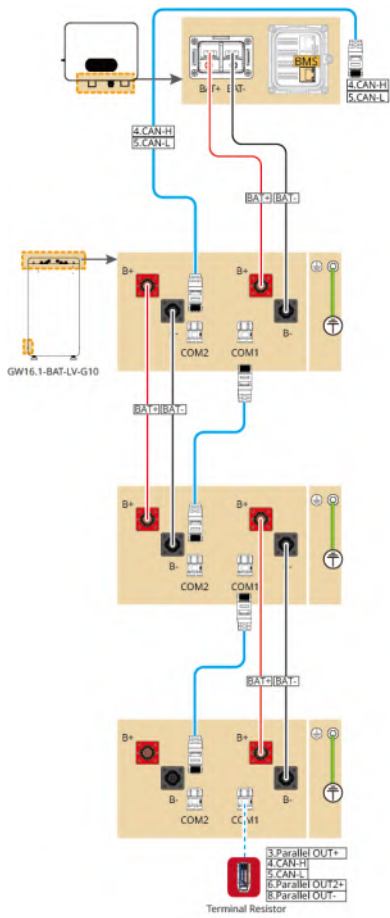 BMS
BAT+ BAT-
4.CAN-H
5.CAN-L
4.CAN-H
5.CAN-L
BAT+ BAT-
B+
B+
B-
COM2
COM1
B-
GW16.1-BAT-LV-G10
BAT+ BAT-
B+
B+
B-
COM2
COM1
-
BAT+ BAT-
B+
B+
B-
COM2
COM1
B-
3.Parallel OUT+
4.CAN-H
5.CAN-L
6.Parallel OUT2+
8.Parallel OUT-
Terminal Resistor